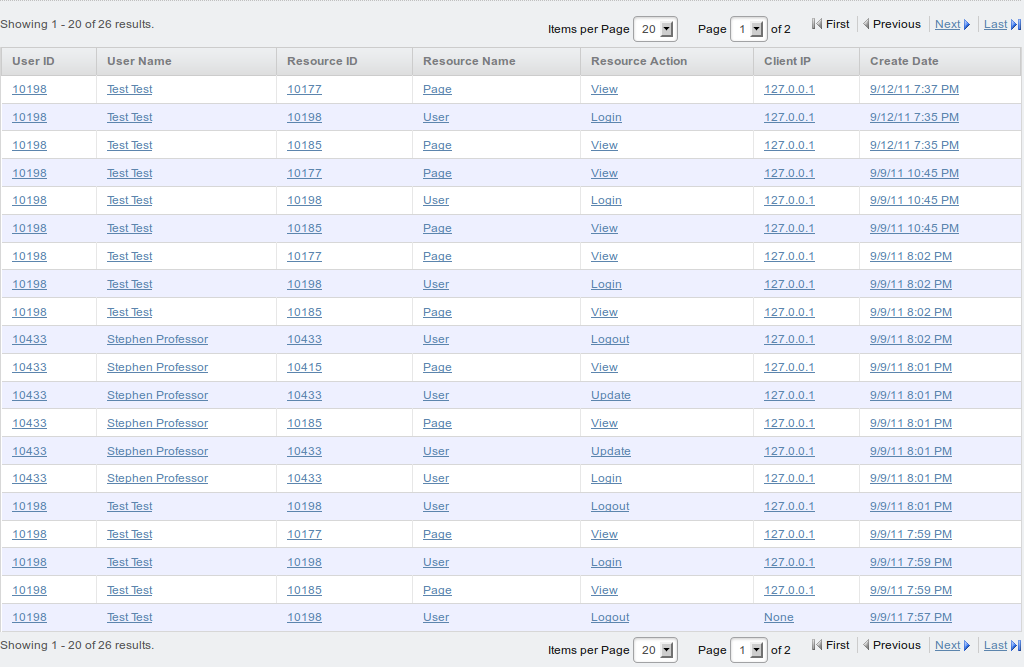 Showing 1 - 20 of 26 results. Items per Page 20 Page 1 of 2 First Previous Next Last
User ID User Name Resource ID Resource Name Resource Action Client IP Create Date
10198 Test Test 10177 Page View 127.0.0.1 9/12/11 7:37 PM
10198 Test Test 10198 User Login 127.0.0.1 9/12/11 7:35 PM
10198 Test Test 10185 Page View 127.0.0.1 9/12/11 7:35 PM
10198 Test Test 10177 Page View 127.0.0.1 9/9/11 10:45 PM
10198 Test Test 10198 User Login 127.0.0.1 9/9/11 10:45 PM
10198 Test Test 10185 Page View 127.0.0.1 9/9/11 10:45 PM
10198 Test Test 10177 Page View 127.0.0.1 9/9/11 8:02 PM
10198 Test Test 10198 User Login 127.0.0.1 9/9/11 8:02 PM
10198 Test Test 10185 Page View 127.0.0.1 9/9/11 8:02 PM
10433 Stephen Professor 10433 User Logout 127.0.0.1 9/9/11 8:02 PM
10433 Stephen Professor 10415 Page View 127.0.0.1 9/9/11 8:01 PM
10433 Stephen Professor 10433 User Update 127.0.0.1 9/9/11 8:01 PM
10433 Stephen Professor 10185 Page View 127.0.0.1 9/9/11 8:01 PM
10433 Stephen Professor 10433 User Update 127.0.0.1 9/9/11 8:01 PM
10433 Stephen Professor 10433 User Login 127.0.0.1 9/9/11 8:01 PM
10198 Test Test 10198 User Logout 127.0.0.1 9/9/11 8:01 PM
10198 Test Test 10177 Page View 127.0.0.1 9/9/11 7:59 PM
10198 Test Test 10198 User Login 127.0.0.1 9/9/11 7:59 PM
10198 Test Test 10185 Page View 127.0.0.1 9/9/11 7:59 PM
10198 Test Test 10198 User Logout None 9/9/11 7:57 PM
Showing 1 - 20 of 26 results. Items per Page 20 Page 1 of 2 First Previous Next Last